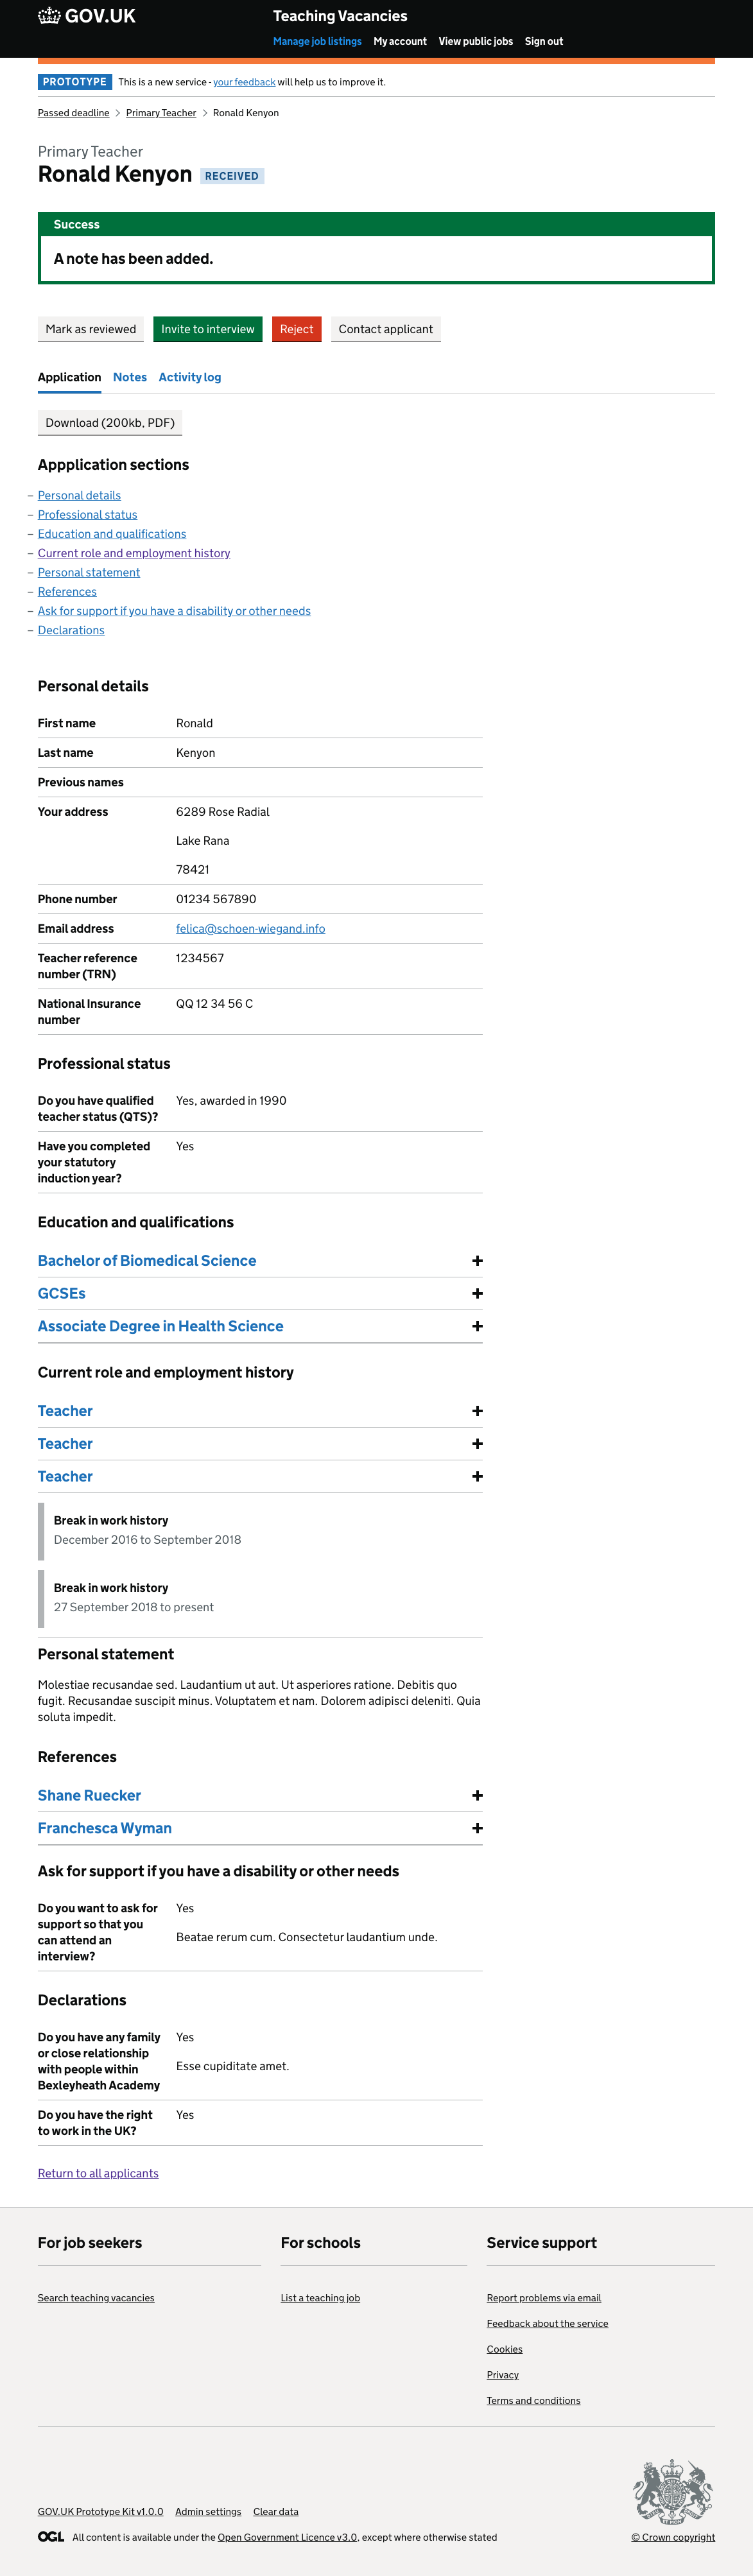 GOV.UK
Teaching Vacancies
Manage job listings My account View public jobs Sign out
PROTOTYPE This is a new service - your feedback will help us to improve it.
Passed deadline Primary Teacher Ronald Kenyon
Primary Teacher
Ronald Kenyon RECEIVED
Success
A note has been added.
Mark as reviewed Invite to interview Reject Contact applicant
Application Notes Activity log
Download (200kb, PDF)
Appplication sections
– Personal details
– Professional status
– Education and qualifications
– Current role and employment history
– Personal statement
– References
– Ask for support if you have a disability or other needs
– Declarations
Personal details
First name Ronald
Last name Kenyon
Previous names
Your address 6289 Rose Radial
Lake Rana
78421
Phone number 01234 567890
Email address felica@schoen-wiegand.info
Teacher reference 1234567
number (TRN)
National Insurance QQ 12 34 56 C
number
Professional status
Do you have qualified Yes, awarded in 1990
teacher status (QTS)?
Have you completed Yes
your statutory
induction year?
Education and qualifications
Bachelor of Biomedical Science +
GCSEs +
Associate Degree in Health Science +
Current role and employment history
Teacher +
Teacher +
Teacher +
Break in work history
December 2016 to September 2018
Break in work history
27 September 2018 to present
Personal statement
Molestiae recusandae sed. Laudantium ut aut. Ut asperiores ratione. Debitis quo
fugit. Recusandae suscipit minus. Voluptatem et nam. Dolorem adipisci deleniti. Quia
soluta impedit.
References
Shane Ruecker +
Franchesca Wyman +
Ask for support if you have a disability or other needs
Do you want to ask for Yes
support so that you
can attend an Beatae rerum cum. Consectetur laudantium unde.
interview?
Declarations
Do you have any family Yes
or close relationship
with people within Esse cupiditate amet.
Bexleyheath Academy
Do you have the right Yes
to work in the UK?
Return to all applicants
For job seekers For schools Service support
Search teaching vacancies List a teaching job Report problems via email
Feedback about the service
Cookies
Privacy
Terms and conditions
GOV.UK Prototype Kit v1.0.0 Admin settings Clear data
OGL All content is available under the Open Government Licence v3.0, except where otherwise stated © Crown copyright